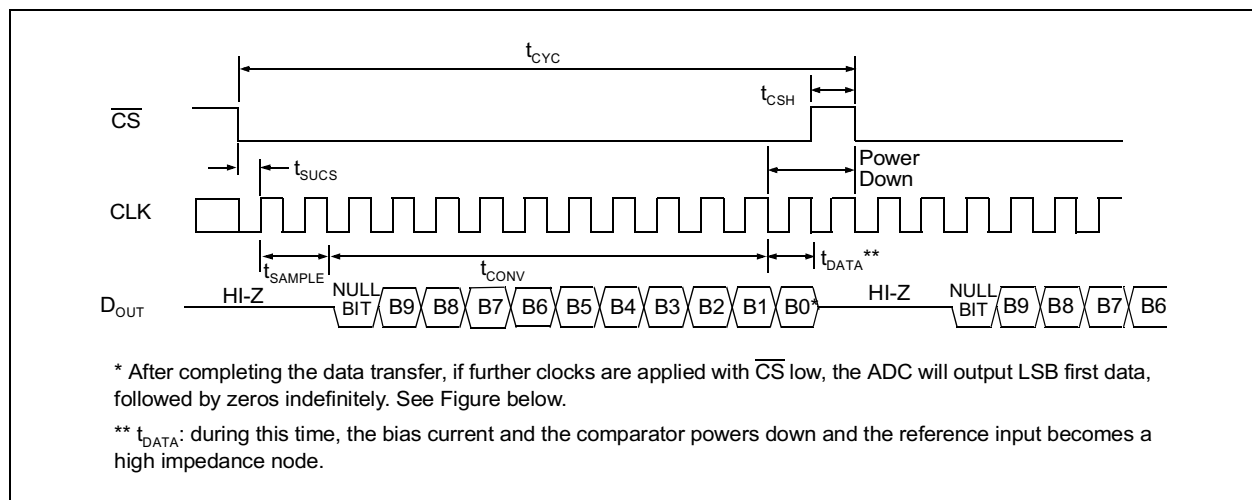 tCYC
tCSH
CS
tSUCS
Power
Down
CLK
tSAMPLE
tCONV
tDATA**
DOUT
HI-Z
NULL
BIT
B9
B8
B7
B6
B5
B4
B3
B2
B1
B0*
HI-Z
NULL
BIT
B9
B8
B7
B6
* After completing the data transfer, if further clocks are applied with CS low, the ADC will output LSB first data,
followed by zeros indefinitely. See Figure below.
** tDATA: during this time, the bias current and the comparator powers down and the reference input becomes a
high impedance node.